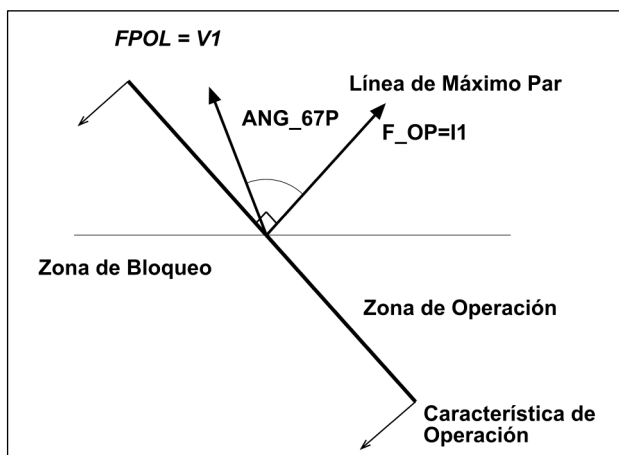 FPOL = V1
Línea de Máximo Par
ANG_67P
F_OP=I1
Zona de Bloqueo
Zona de Operación
Característica de
Operación